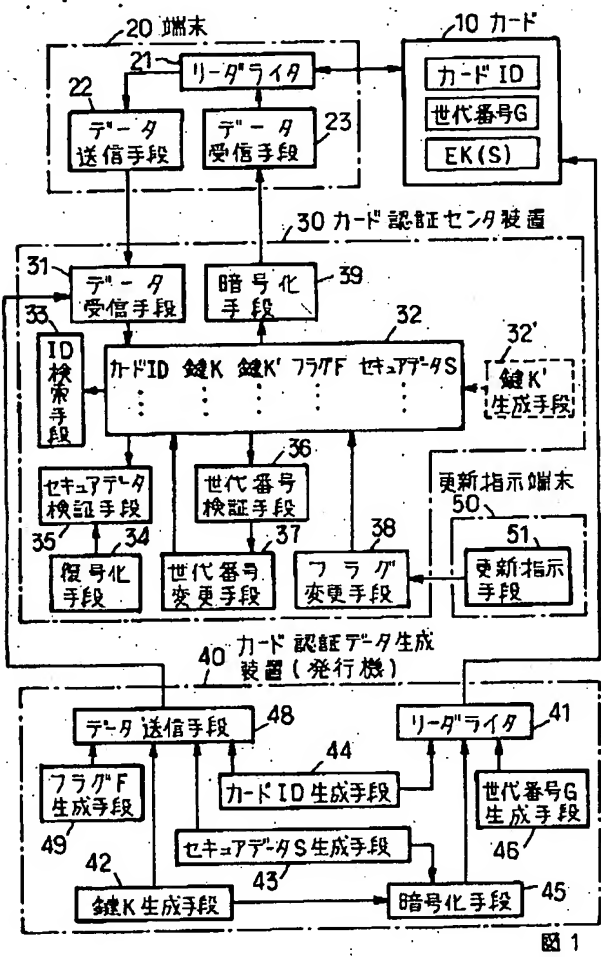 20 端末
10 カード
21
リーダライタ
カード ID
世代番号G
EK(S)
22
データ
送信手段
データ
受信手段
23
30 カード認証センタ装置
31
データ
受信手段
暗号化
手段
39
33
ID
検索
手段
32
カードID 鍵K 鍵K' フラグF セキュアデータS
32'
鍵K'
生成手段
36
セキュアデータ
検証手段
35
34
復号化
手段
世代番号
検証手段
37
世代番号
変更手段
38
フラグ
変更手段
更新指示端末
50
51
更新指示
手段
40
カード認証データ生成
装置(発行機)
データ送信手段
48
リーダライタ
41
フラグF
生成手段
49
44
カードID生成手段
世代番号G
生成手段
46
セキュアデータS生成手段
43
42
鍵K生成手段
暗号化手段
45
図1